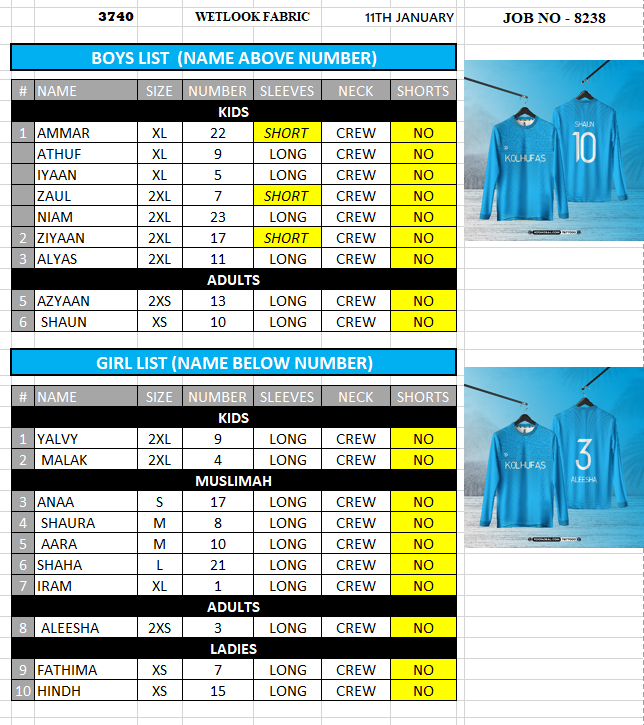 3740 WETLOOK FABRIC 11TH JANUARY JOB NO - 8238
BOYS LIST (NAME ABOVE NUMBER)
# NAME SIZE NUMBER SLEEVES NECK SHORTS
KIDS
1 AMMAR XL 22 SHORT CREW NO
ATHUF XL 9 LONG CREW NO
IYAAN XL 5 LONG CREW NO
ZAUL 2XL 7 SHORT CREW NO
NIAM 2XL 23 LONG CREW NO
2 ZIYAAN 2XL 17 SHORT CREW NO
3 ALYAS 2XL 11 LONG CREW NO
ADULTS
5 AZYAAN 2XS 13 LONG CREW NO
6 SHAUN XS 10 LONG CREW NO
SHAUN
10
KOLHUFAS
GIRL LIST (NAME BELOW NUMBER)
# NAME SIZE NUMBER SLEEVES NECK SHORTS
KIDS
1 YALVY 2XL 9 LONG CREW NO
2 MALAK 2XL 4 LONG CREW NO
MUSLIMAH
3 ANAA S 17 LONG CREW NO
4 SHAURA M 8 LONG CREW NO
5 AARA M 10 LONG CREW NO
6 SHAHA L 21 LONG CREW NO
7 IRAM XL 1 LONG CREW NO
ADULTS
8 ALEESHA 2XS 3 LONG CREW NO
LADIES
9 FATHIMA XS 7 LONG CREW NO
10 HINDH XS 15 LONG CREW NO
3
KOLHUFAS
ALEESHA